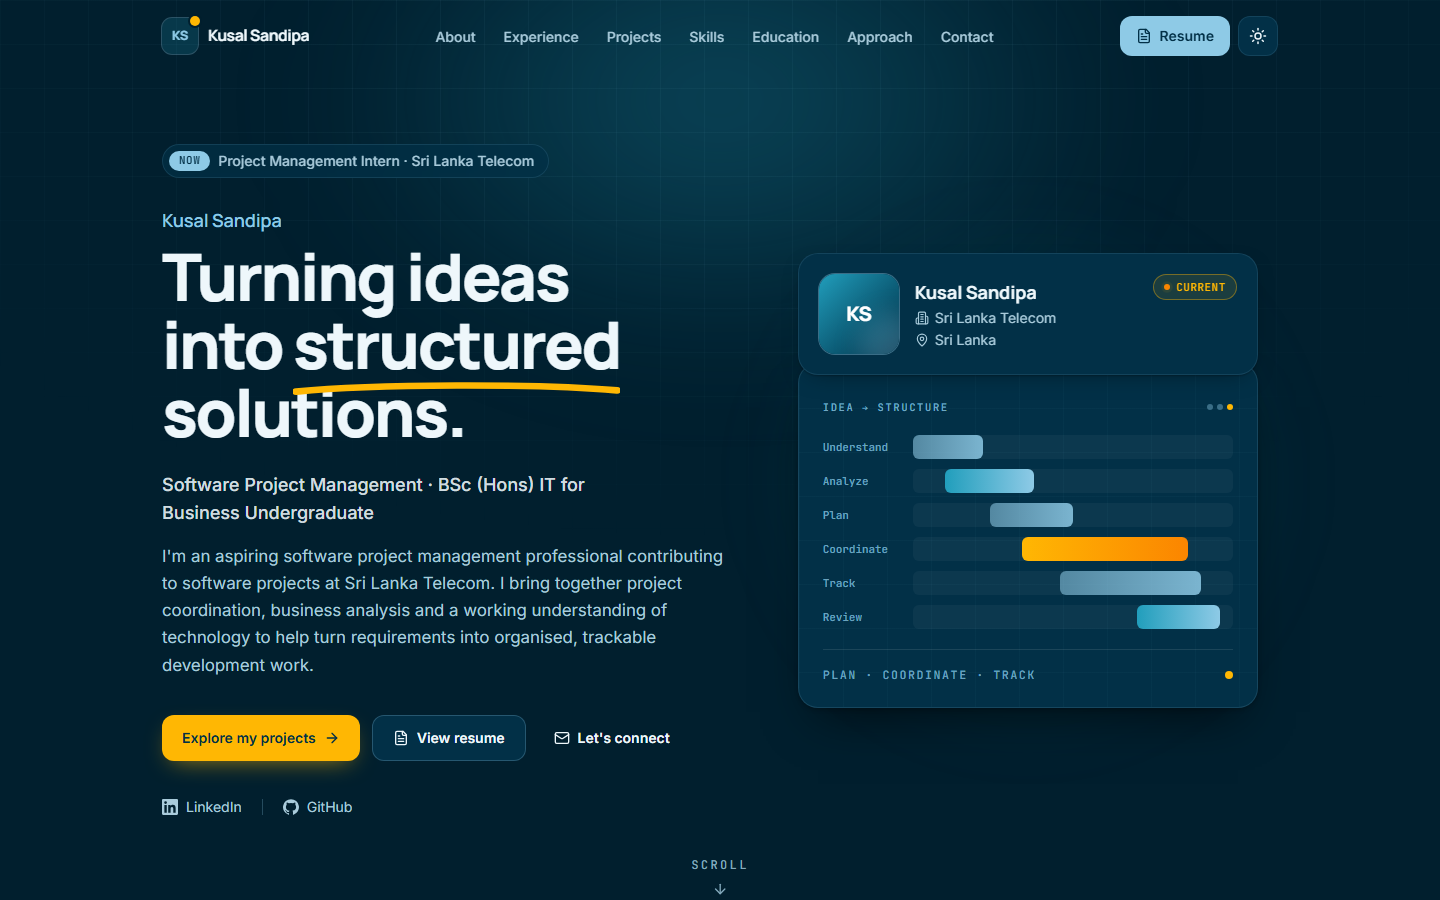 KS
Kusal Sandipa
About
Experience
Projects
Skills
Education
Approach
Contact
Resume
NOW
Project Management Intern · Sri Lanka Telecom
Kusal Sandipa
Turning ideas
into structured
solutions.
Software Project Management · BSc (Hons) IT for
Business Undergraduate
I'm an aspiring software project management professional contributing
to software projects at Sri Lanka Telecom. I bring together project
coordination, business analysis and a working understanding of
technology to help turn requirements into organised, trackable
development work.
Explore my projects →
View resume
Let's connect
LinkedIn
GitHub
KS
Kusal Sandipa
Sri Lanka Telecom
Sri Lanka
CURRENT
IDEA → STRUCTURE
Understand
Analyze
Plan
Coordinate
Track
Review
PLAN · COORDINATE · TRACK
SCROLL
↓